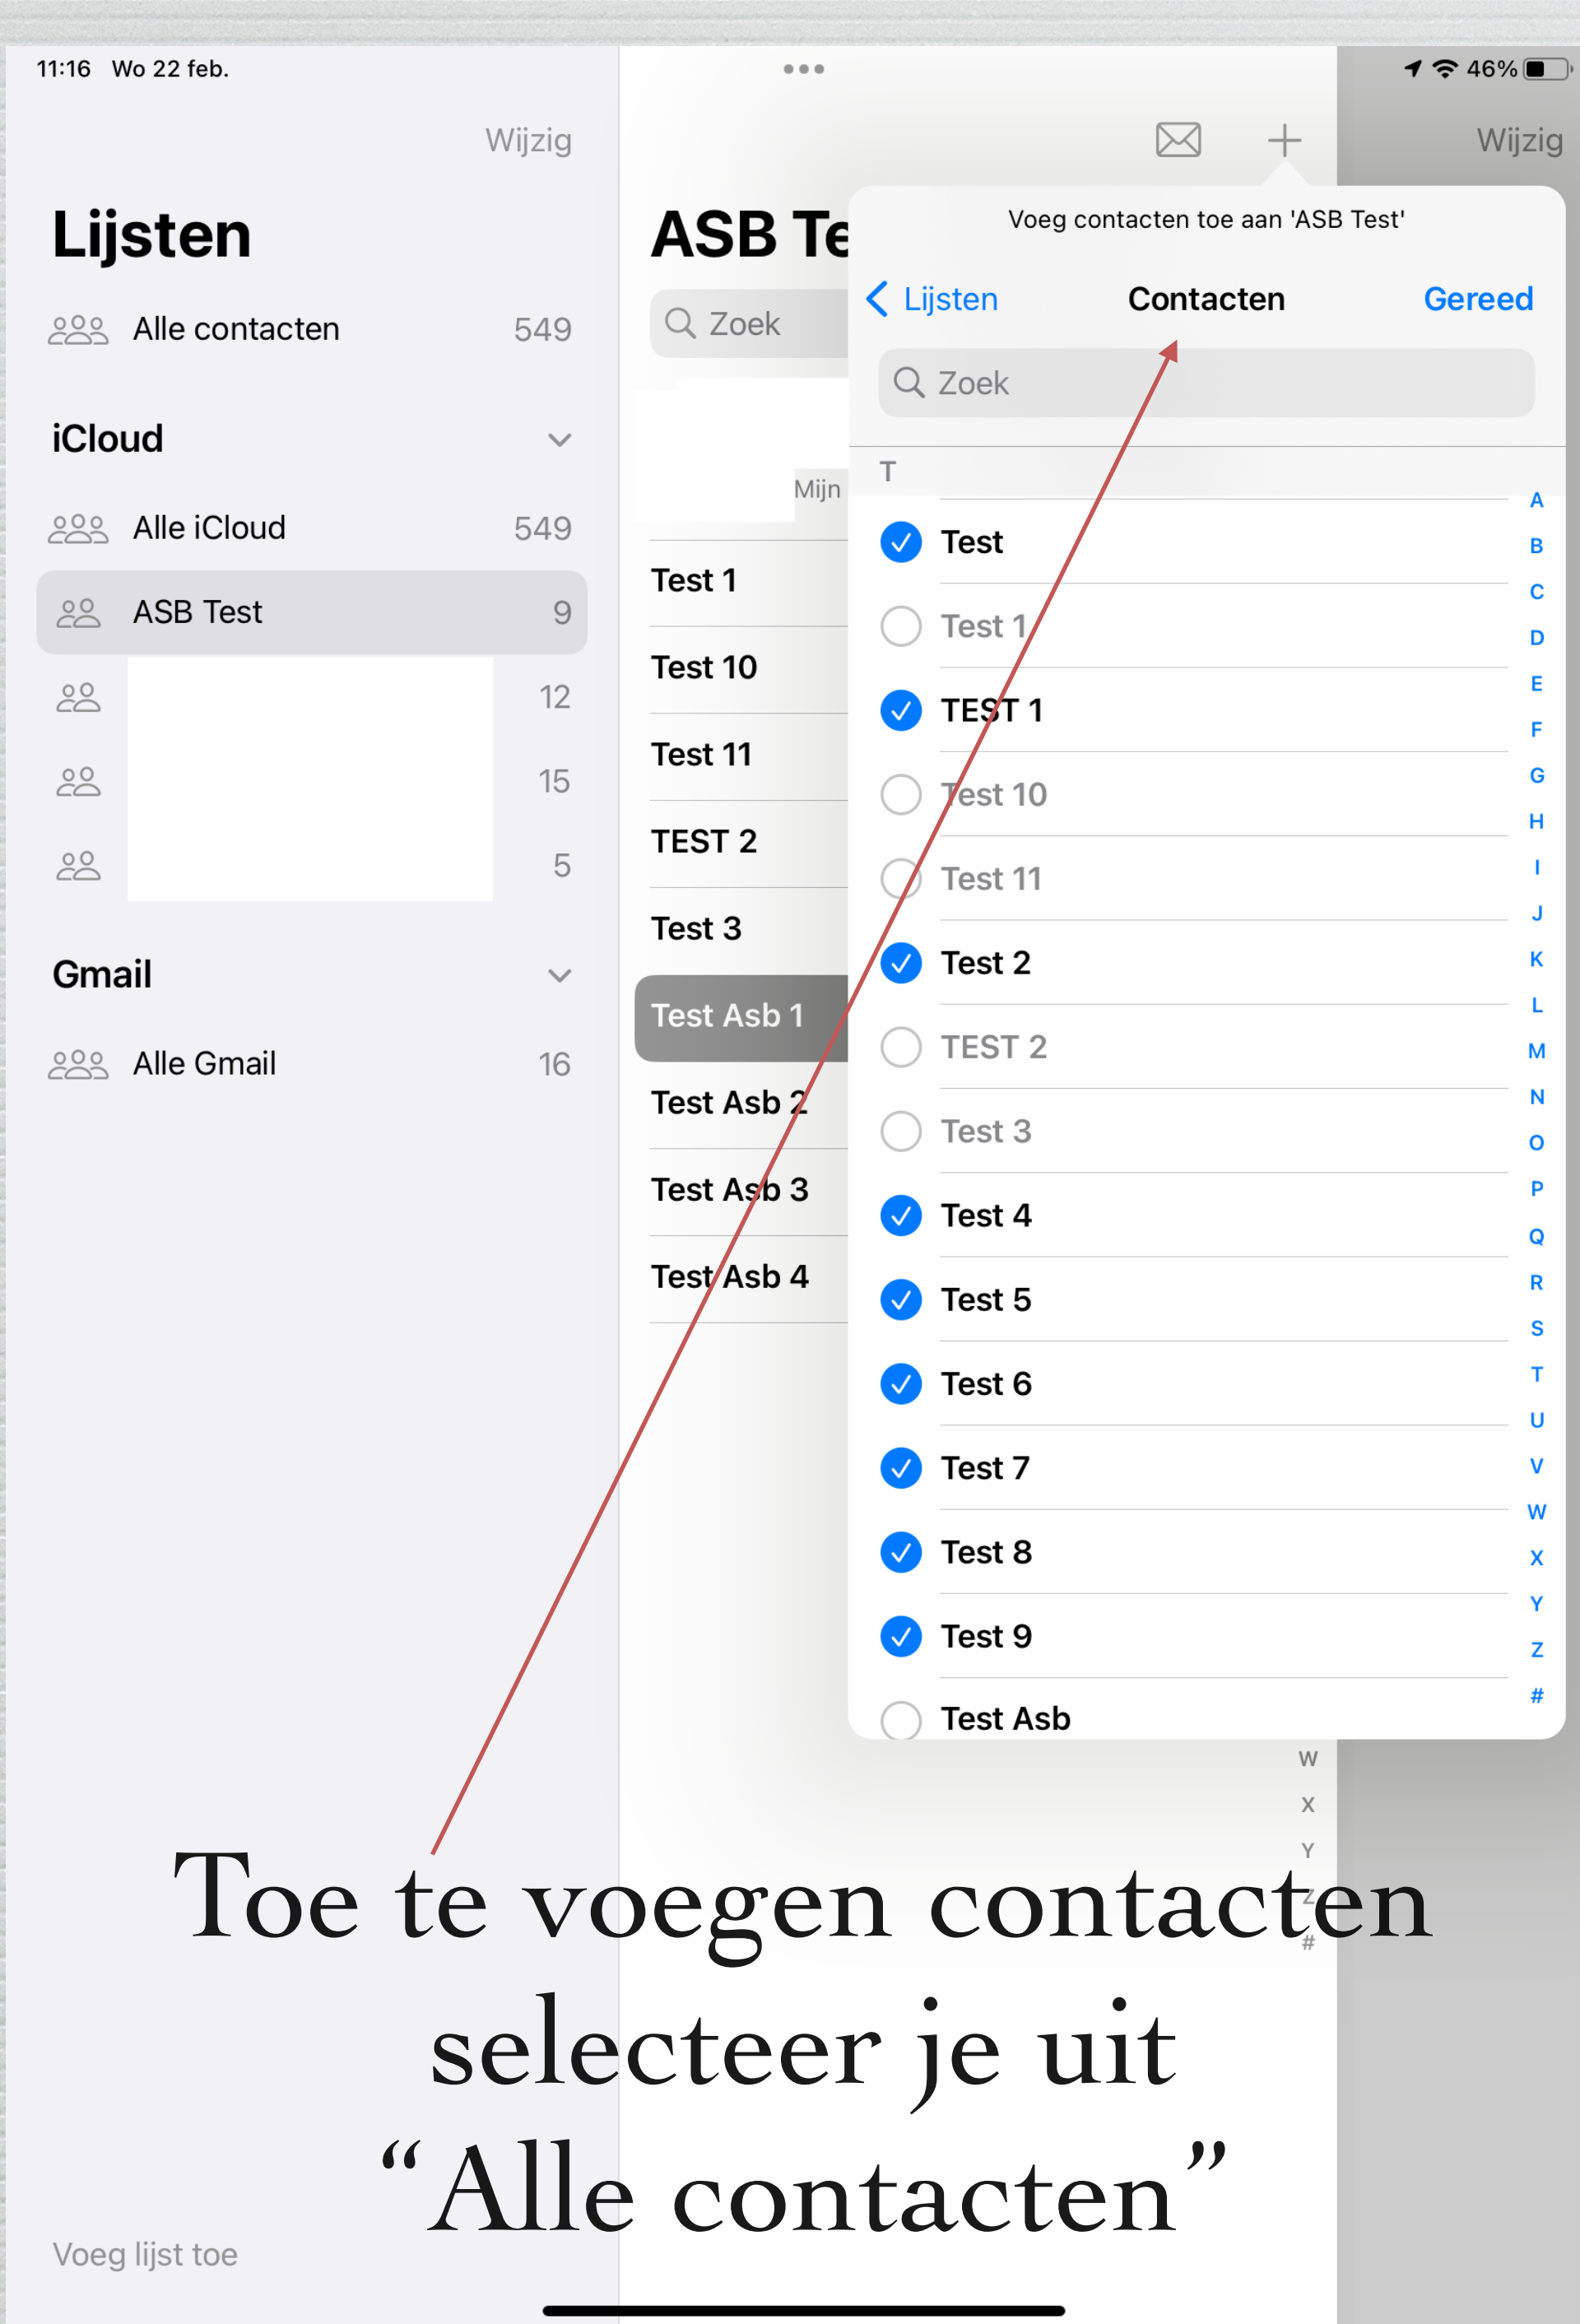 11:16 Wo 22 feb.
46%
Wijzig
Lijsten
Alle contacten 549
iCloud
Alle iCloud 549
ASB Test 9
12
15
5
Gmail
Alle Gmail 16
Voeg lijst toe
ASB Te
Zoek
Mijn
Test 1
Test 10
Test 11
TEST 2
Test 3
Test Asb 1
Test Asb 2
Test Asb 3
Test Asb 4
W
X
Y
Z
#
Wijzig
Voeg contacten toe aan 'ASB Test'
Lijsten Contacten Gereed
Zoek
T
Test
Test 1
TEST 1
Test 10
Test 11
Test 2
TEST 2
Test 3
Test 4
Test 5
Test 6
Test 7
Test 8
Test 9
Test Asb
A
B
C
D
E
F
G
H
I
J
K
L
M
N
O
P
Q
R
S
T
U
V
W
X
Y
Z
#
Toe te voegen contacten
selecteer je uit
“Alle contacten”